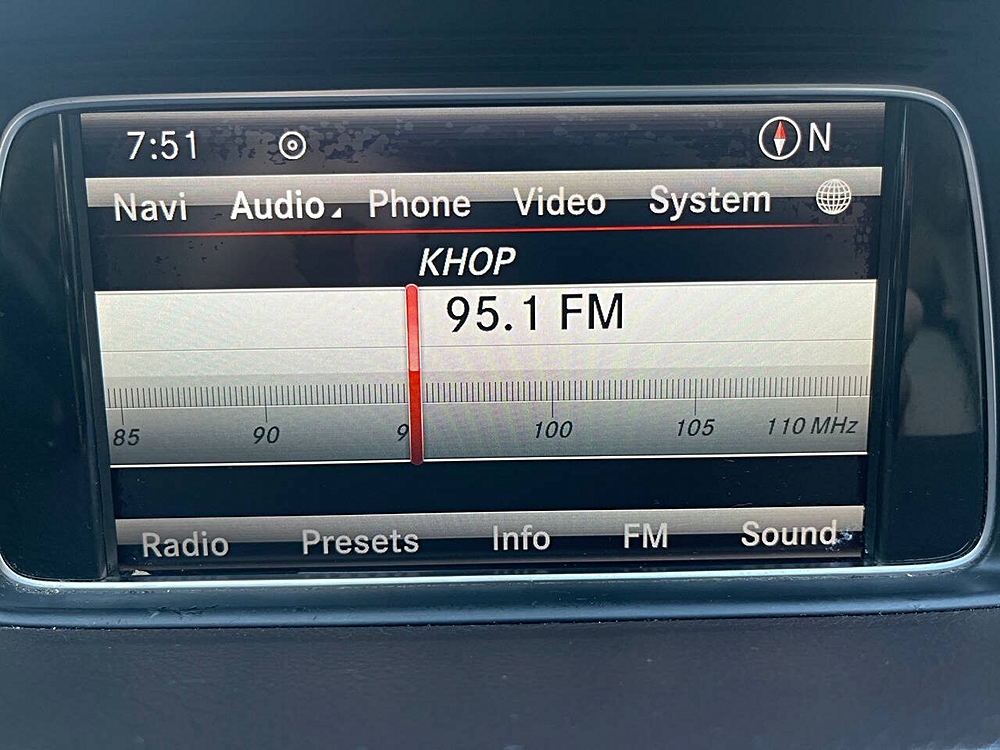 7:51 N
Navi Audio Phone Video System
KHOP
95.1 FM
85 90 9 100 105 110 MHz
Radio Presets Info FM Sound